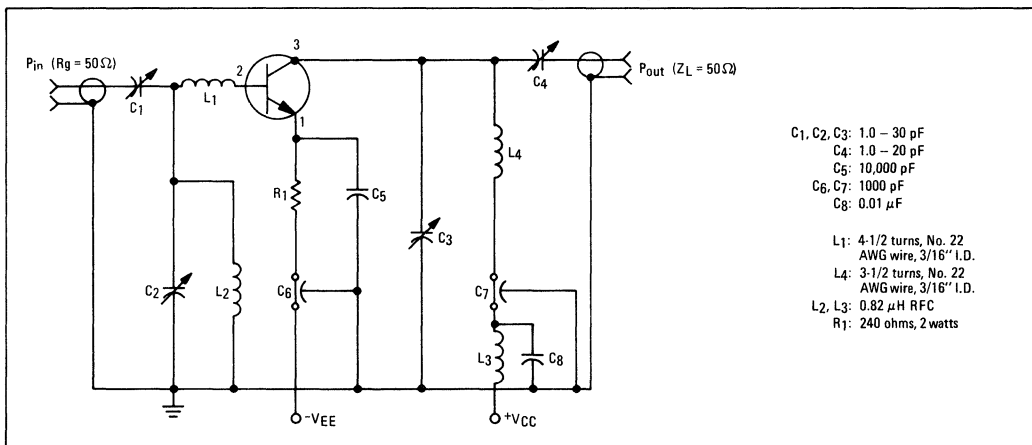 P_in (Rg = 50Ω)
C1
L1
2
3
1
C4
P_out (Z_L = 50Ω)
L4
R1
C5
C3
C2
L2
C6
C7
L3
C8
-VEE
+VCC
C1, C2, C3: 1.0 – 30 pF
C4: 1.0 – 20 pF
C5: 10,000 pF
C6, C7: 1000 pF
C8: 0.01 μF
L1: 4-1/2 turns, No. 22
AWG wire, 3/16" I.D.
L4: 3-1/2 turns, No. 22
AWG wire, 3/16" I.D.
L2, L3: 0.82 μH RFC
R1: 240 ohms, 2 watts